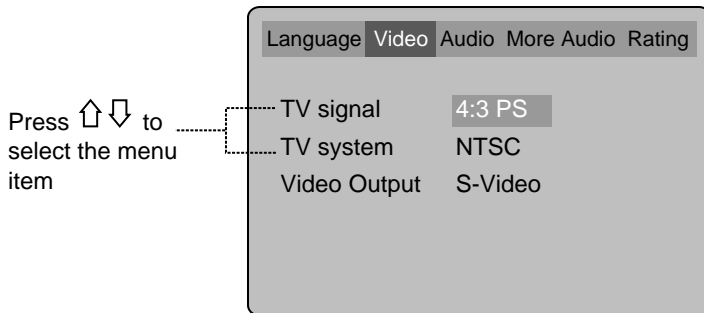 Language Video Audio More Audio Rating
Press ⇧ ⇩ to
select the menu
item
TV signal 4:3 PS
TV system NTSC
Video Output S-Video